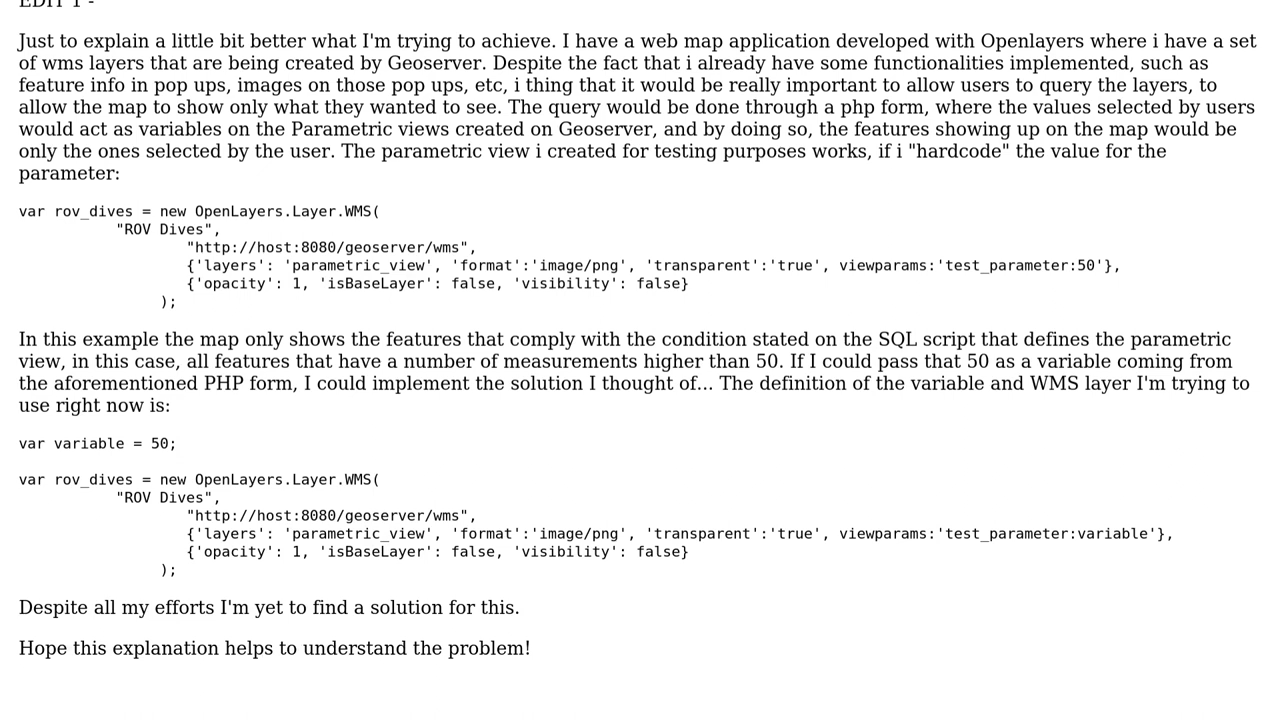 EDIT 1 -
Just to explain a little bit better what I'm trying to achieve. I have a web map application developed with Openlayers where i have a set
of wms layers that are being created by Geoserver. Despite the fact that i already have some functionalities implemented, such as
feature info in pop ups, images on those pop ups, etc, i thing that it would be really important to allow users to query the layers, to
allow the map to show only what they wanted to see. The query would be done through a php form, where the values selected by users
would act as variables on the Parametric views created on Geoserver, and by doing so, the features showing up on the map would be
only the ones selected by the user. The parametric view i created for testing purposes works, if i "hardcode" the value for the
parameter:
var rov_dives = new OpenLayers.Layer.WMS(
"ROV Dives",
"http://host:8080/geoserver/wms",
{'layers': 'parametric_view', 'format':'image/png', 'transparent':'true', viewparams:'test_parameter:50'},
{'opacity': 1, 'isBaseLayer': false, 'visibility': false}
);
In this example the map only shows the features that comply with the condition stated on the SQL script that defines the parametric
view, in this case, all features that have a number of measurements higher than 50. If I could pass that 50 as a variable coming from
the aforementioned PHP form, I could implement the solution I thought of... The definition of the variable and WMS layer I'm trying to
use right now is:
var variable = 50;
var rov_dives = new OpenLayers.Layer.WMS(
"ROV Dives",
"http://host:8080/geoserver/wms",
{'layers': 'parametric_view', 'format':'image/png', 'transparent':'true', viewparams:'test_parameter:variable'},
{'opacity': 1, 'isBaseLayer': false, 'visibility': false}
);
Despite all my efforts I'm yet to find a solution for this.
Hope this explanation helps to understand the problem!